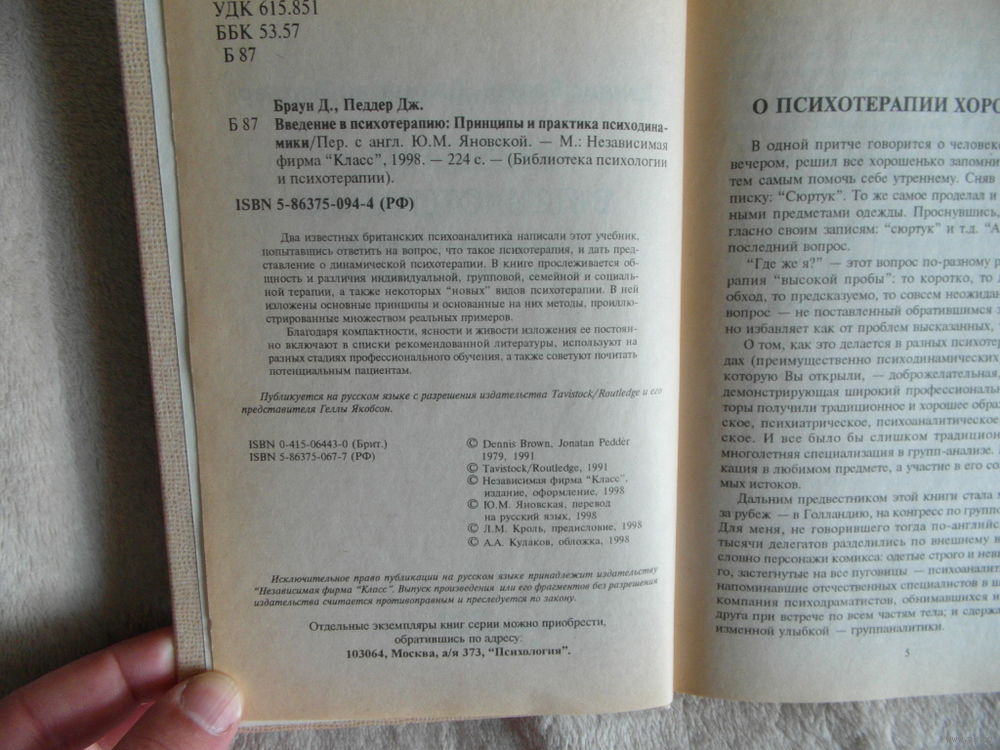 УДК 615.851
ББК 53.57
Б 87
Браун Д., Педдер Дж.
Б 87 Введение в психотерапию: Принципы и практика психодина-
мики/Пер. с англ. Ю.М. Яновской. — М.: Независимая
фирма “Класс”, 1998. — 224 с. — (Библиотека психологии
и психотерапии).
ISBN 5-86375-094-4 (РФ)
Два известных британских психоаналитика написали этот учебник,
попытавшись ответить на вопрос, что такое психотерапия, и дать пред-
ставление о динамической психотерапии. В книге прослеживается об-
щность и различия индивидуальной, групповой, семейной и социаль-
ной терапии, а также некоторых “новых” видов психотерапии. В ней
изложены основные принципы и основанные на них методы, проиллю-
стрированные множеством реальных примеров.
Благодаря компактности, ясности и живости изложения ее постоян-
но включают в списки рекомендованной литературы, используют на
разных стадиях профессионального обучения, а также советуют почитать
потенциальным пациентам.
Публикуется на русском языке с разрешения издательства Tavistock/Routledge и его
представителя Геллы Якобсон.
ISBN 0-415-06443-0 (Брит.)
ISBN 5-86375-067-7 (РФ)
© Dennis Brown, Jonatan Pedder
1979, 1991
© Tavistock/Routledge, 1991
© Независимая фирма “Класс”,
издание, оформление, 1998
© Ю.М. Яновская, перевод
на русский язык, 1998
© Л.М. Кроль, предисловие, 1998
© А.А. Кулаков, обложка, 1998
Исключительное право публикации на русском языке принадлежит издательству
“Независимая фирма “Класс”. Выпуск произведения или его фрагментов без разрешения
издательства считается противоправным и преследуется по закону.
Отдельные экземпляры книг серии можно приобрести,
обратившись по адресу:
103064, Москва, а/я 373, “Психология”.
О ПСИХОТЕРАПИИ ХОРО
В одной притче говорится о человеке
вечером, решил все хорошенько запомни
тем самым помочь себе утреннему. Сняв
писку: “Сюртук”. То же самое проделал и
ными предметами одежды. Проснувшись,
гласно своим записям: “сюртук” и т.д. “А
последний вопрос.
“Где же я?” — этот вопрос по-разному р
рапия “высокой пробы”: то коротко, то
обход, то предсказуемо, то совсем неожидан
вопрос — не поставленный обратившимся з
но избавляет как от проблем высказанных,
О том, как это делается в разных психотер
дах (преимущественно психодинамических
которую Вы открыли, — доброжелательная,
демонстрирующая широкий профессиональ
торы получили традиционное и хорошее обра
ское, психиатрическое, психоаналитическое
ское. И все было бы слишком традицион
многолетняя специализация в групп-анализе.
кация в любимом предмете, а участие в его со
мых истоков.
Дальним предвестником этой книги стала
за рубеж — в Голландию, на конгресс по группо
Для меня, не говорившего тогда по-англий
тысячи делегатов разделились по внешнему в
словно персонажи комикса: одетые строго и неви
го, застегнутые на все пуговицы — психоанали
напоминавшие отечественных специалистов в ш
компания психодраматистов, обнимавшихся и
друга при встрече по всем частям тела; и сдержа
изменной улыбкой — группаналитики.
5